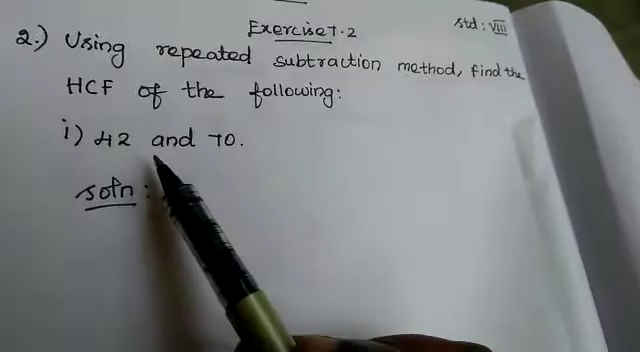 Exercise 7.2
std: VIII
2.) Using repeated subtraction method, find the
HCF of the following:
i) 42 and 70.
soln: